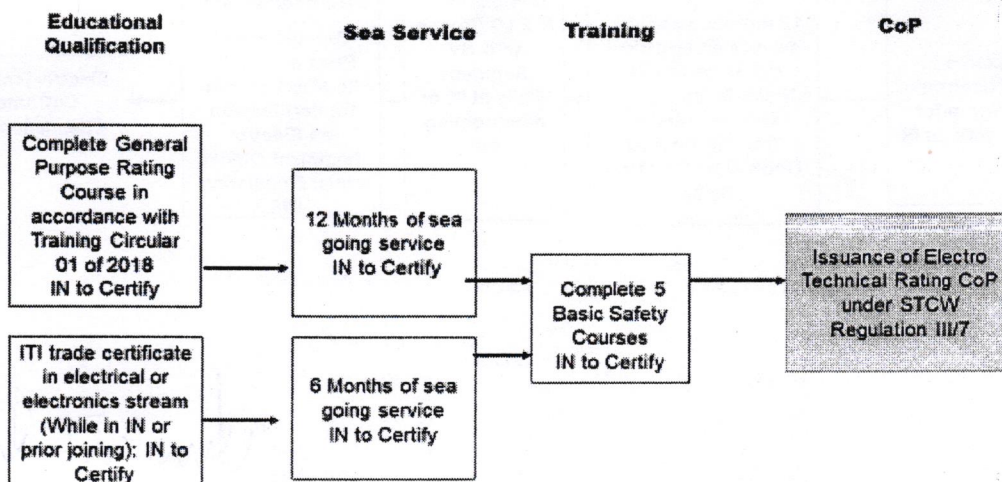 Educational
Qualification
Sea Service
Training
CoP
Complete General
Purpose Rating
Course in
accordance with
Training Circular
01 of 2018
IN to Certify
12 Months of sea
going service
IN to Certify
Complete 5
Basic Safety
Courses
IN to Certify
Issuance of Electro
Technical Rating CoP
under STCW
Regulation III/7
ITI trade certificate
in electrical or
electronics stream
(While in IN or
prior joining); IN to
Certify
6 Months of sea
going service
IN to Certify